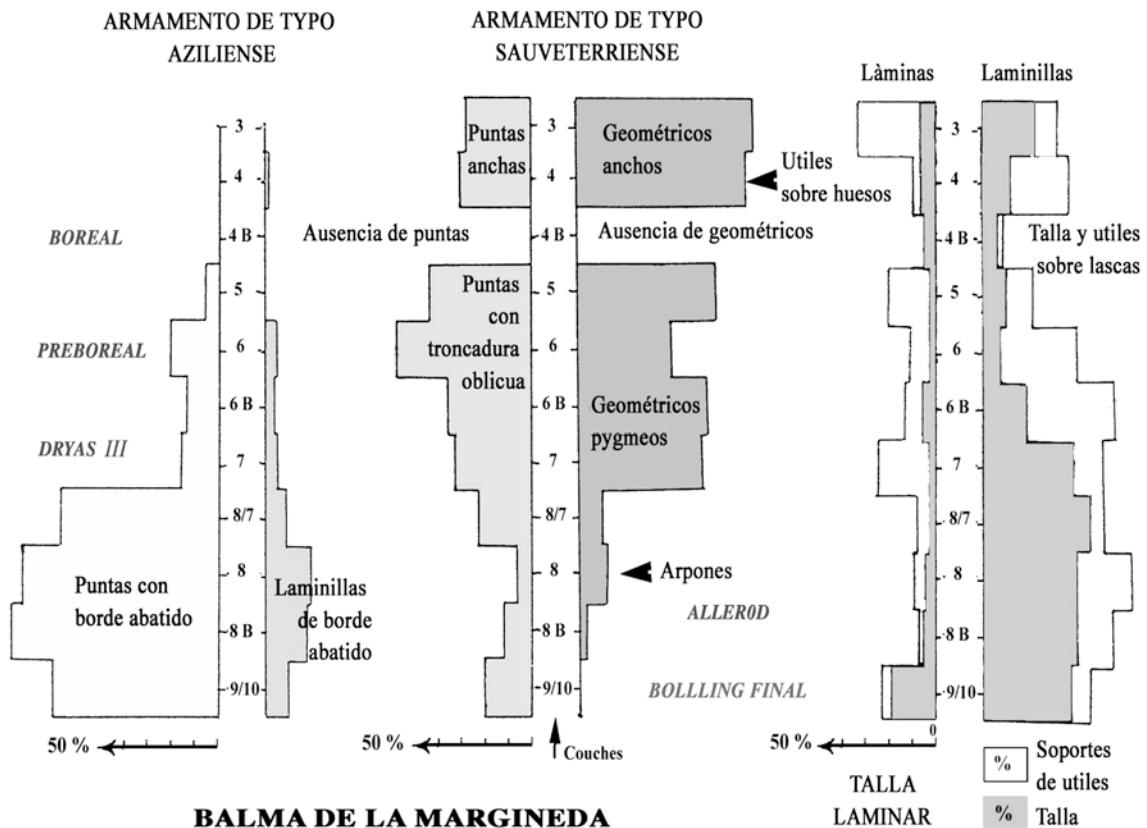 ARMAMENTO DE TYPO
AZILIENSE
ARMAMENTO DE TYPO
SAUVETERRIENSE
Làminas
Laminillas
3
4
4 B
5
6
6 B
7
8/7
8
8 B
9/10
3
4
4 B
5
6
6 B
7
8/7
8
8 B
9/10
3
4
4 B
5
6
6 B
7
8/7
8
8 B
9/10
BOREAL
PREBOREAL
DRYAS III
Puntas con
borde abatido
Laminillas
de borde
abatido
Puntas
anchas
Ausencia de puntas
Puntas
con
troncadura
oblicua
Geométricos
anchos
Utiles
sobre huesos
Ausencia de geométricos
Geométricos
pygmeos
Arpones
ALLER0D
BOLLLING FINAL
Talla y utiles
sobre lascas
50 %
50 %
Couches
50 %
0
TALLA
LAMINAR
% Soportes
de utiles
% Talla
BALMA DE LA MARGINEDA